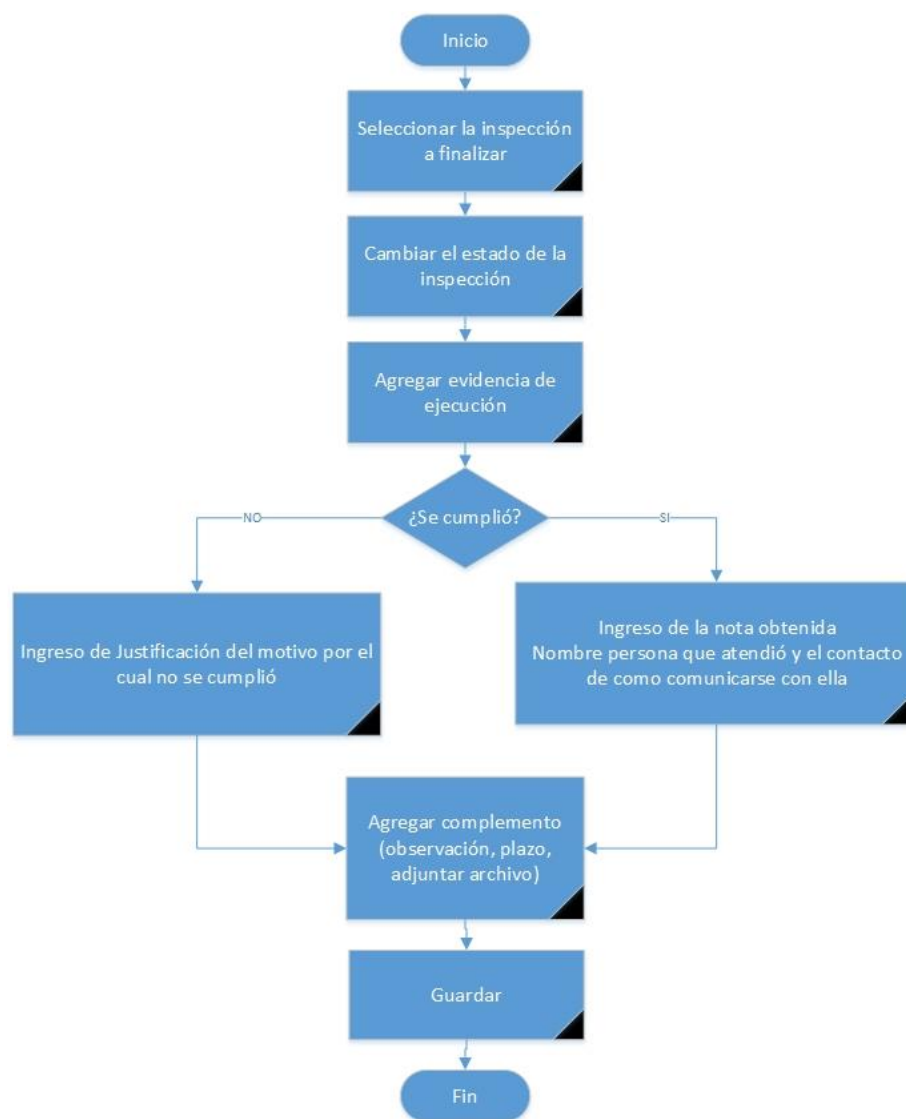 Inicio
Seleccionar la inspección
a finalizar
Cambiar el estado de la
inspección
Agregar evidencia de
ejecución
¿Se cumplió?
NO
SI
Ingreso de Justificación del motivo por el
cual no se cumplió
Ingreso de la nota obtenida
Nombre persona que atendió y el contacto
de como comunicarse con ella
Agregar complemento
(observación, plazo,
adjuntar archivo)
Guardar
Fin